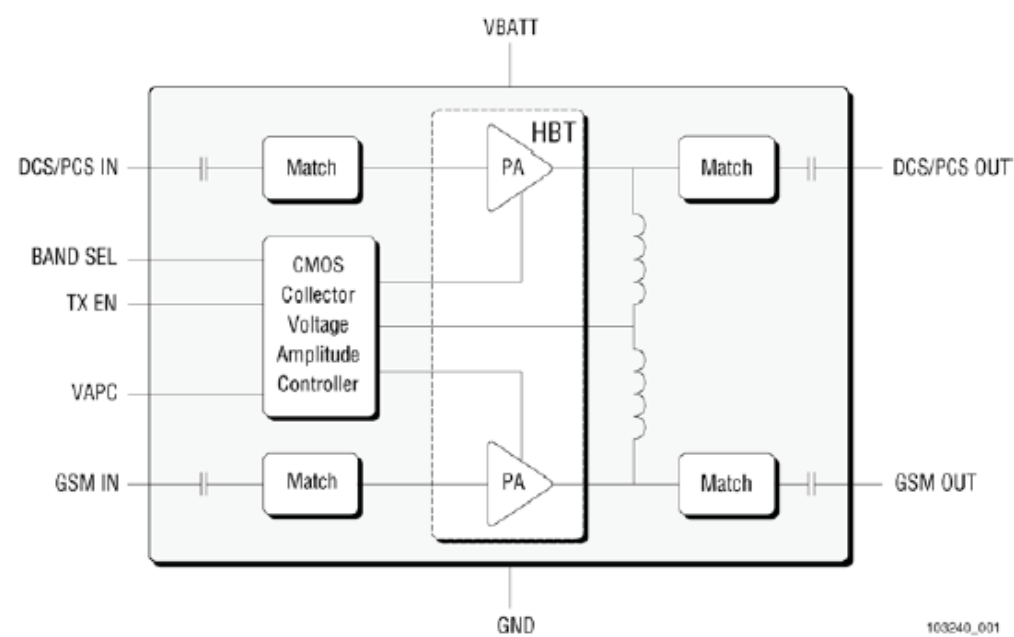 VBATT
HBT
DCS/PCS IN
Match
PA
Match
DCS/PCS OUT
BAND SEL
TX EN
VAPC
CMOS
Collector
Voltage
Amplitude
Controller
GSM IN
Match
PA
Match
GSM OUT
GND
103240_001